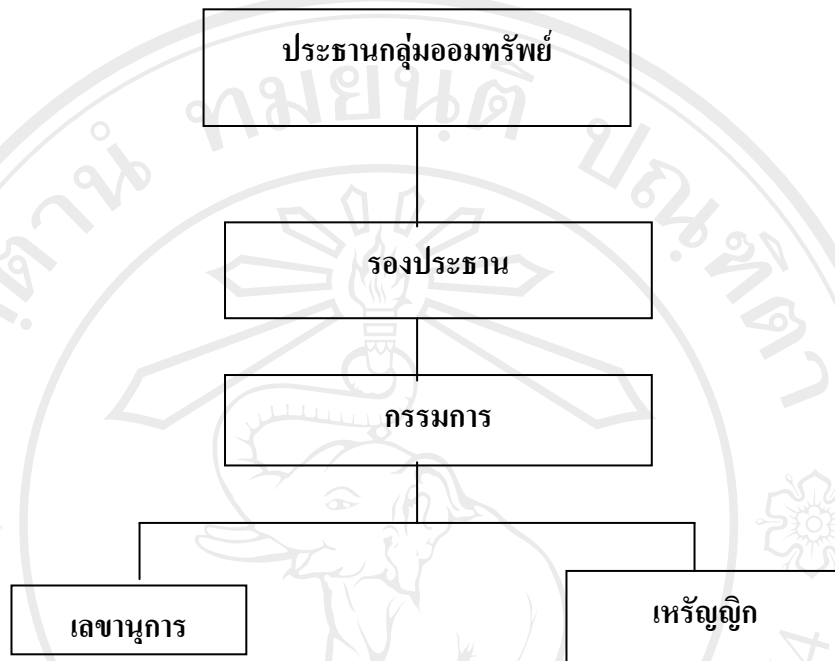 ประธานกลุ่มออมทรัพย์
รองประธาน
กรรมการ
เลขานุการ
เหรัญญิก